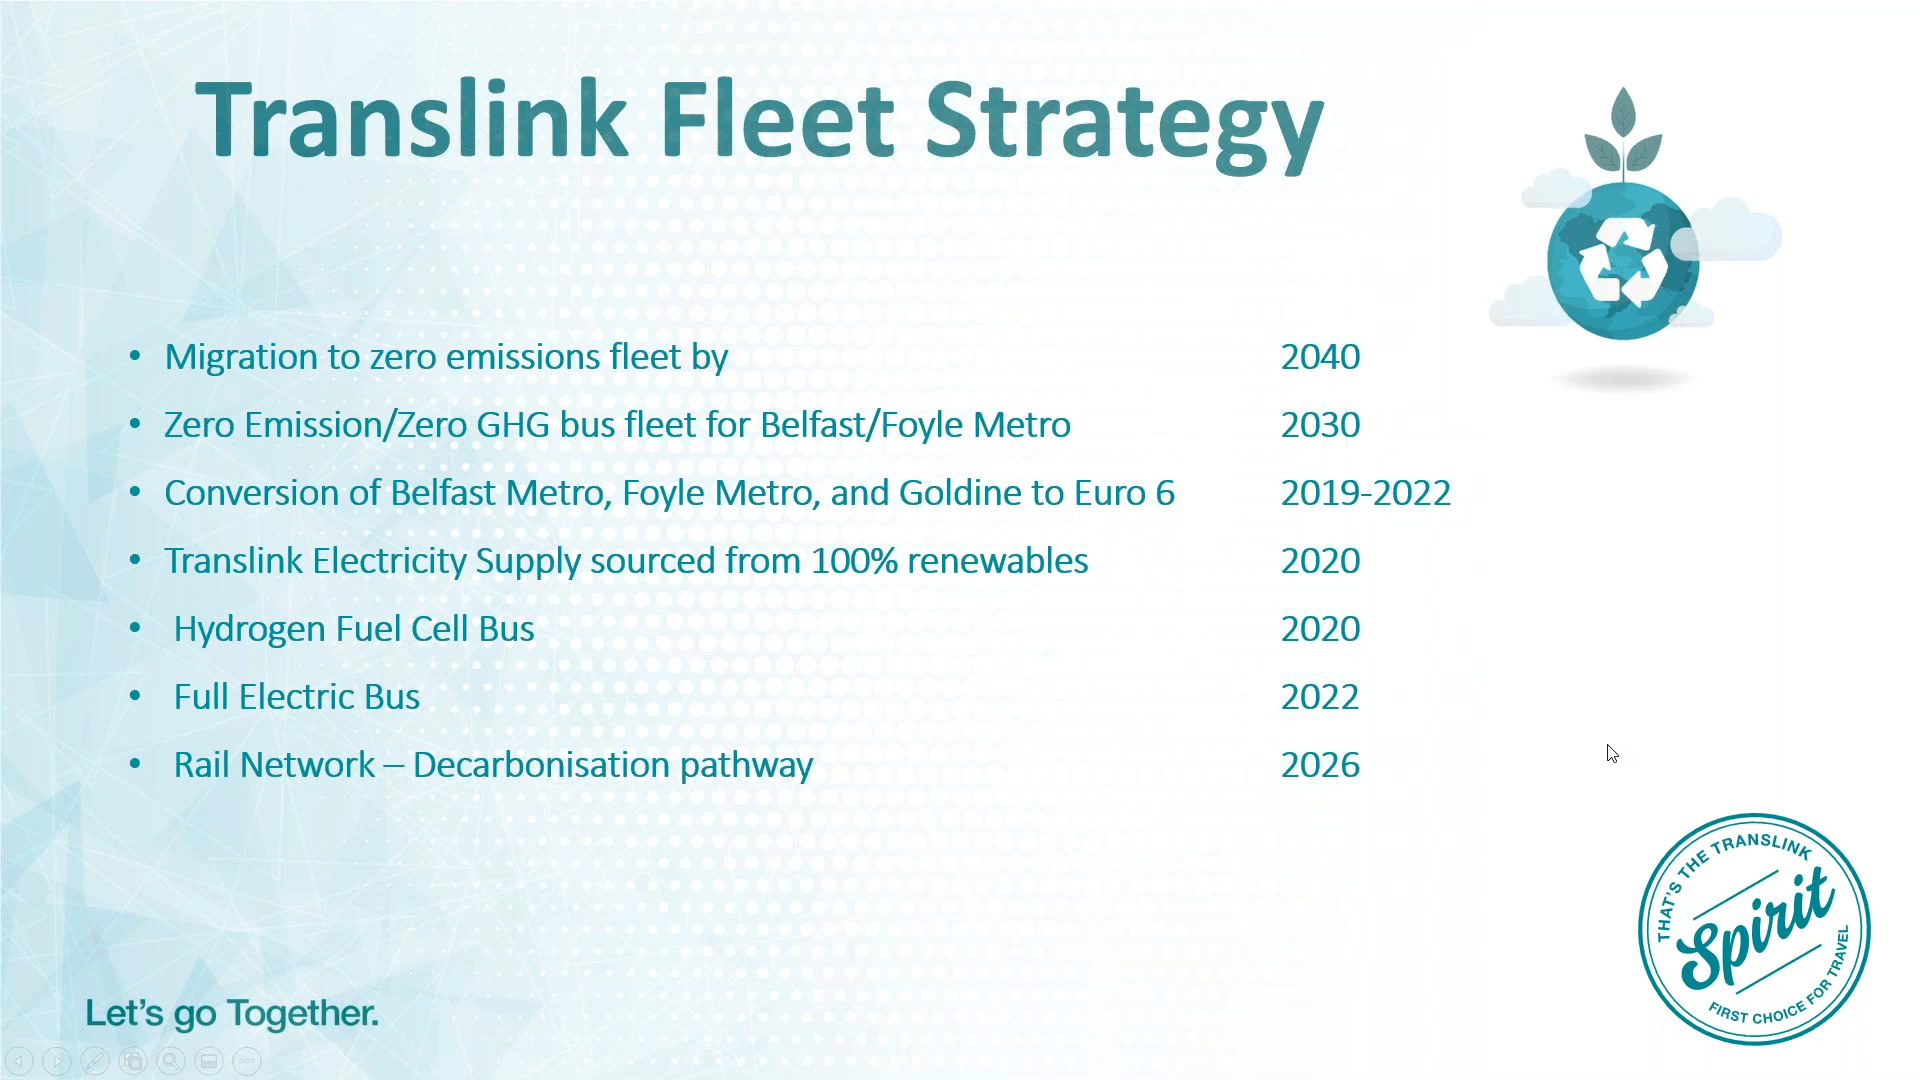 Translink Fleet Strategy
• Migration to zero emissions fleet by 2040
• Zero Emission/Zero GHG bus fleet for Belfast/Foyle Metro 2030
• Conversion of Belfast Metro, Foyle Metro, and Goldine to Euro 6 2019-2022
• Translink Electricity Supply sourced from 100% renewables 2020
• Hydrogen Fuel Cell Bus 2020
• Full Electric Bus 2022
• Rail Network – Decarbonisation pathway 2026
THAT'S THE TRANSLINK
Spirit
FIRST CHOICE FOR TRAVEL
Let's go Together.